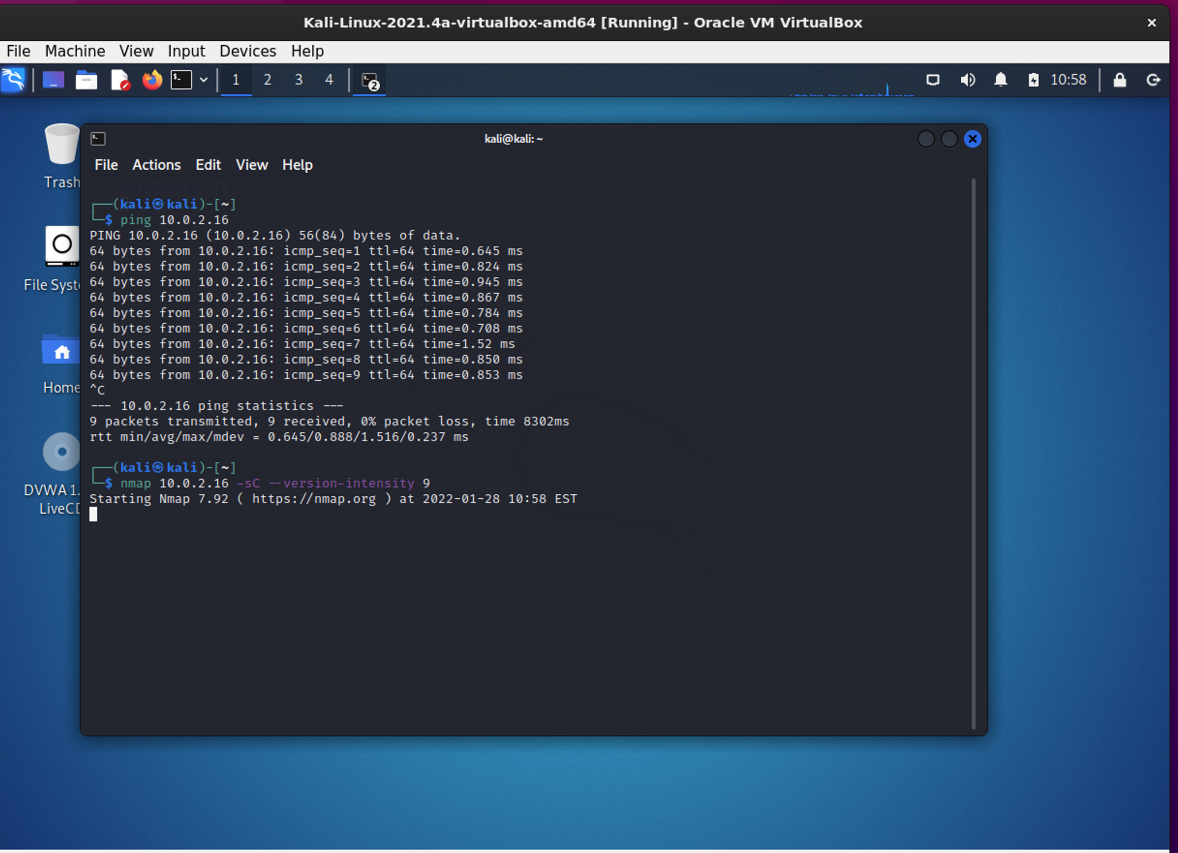 Kali-Linux-2021.4a-virtualbox-amd64 [Running] - Oracle VM VirtualBox
File Machine View Input Devices Help
1 2 3 4 2 10:58
kali@kali: ~
File Actions Edit View Help
Trash
File Syst
Home
DVWA 1.
LiveCD
┌──(kali㉿kali)-[~]
└─$ ping 10.0.2.16
PING 10.0.2.16 (10.0.2.16) 56(84) bytes of data.
64 bytes from 10.0.2.16: icmp_seq=1 ttl=64 time=0.645 ms
64 bytes from 10.0.2.16: icmp_seq=2 ttl=64 time=0.824 ms
64 bytes from 10.0.2.16: icmp_seq=3 ttl=64 time=0.945 ms
64 bytes from 10.0.2.16: icmp_seq=4 ttl=64 time=0.867 ms
64 bytes from 10.0.2.16: icmp_seq=5 ttl=64 time=0.784 ms
64 bytes from 10.0.2.16: icmp_seq=6 ttl=64 time=0.708 ms
64 bytes from 10.0.2.16: icmp_seq=7 ttl=64 time=1.52 ms
64 bytes from 10.0.2.16: icmp_seq=8 ttl=64 time=0.850 ms
64 bytes from 10.0.2.16: icmp_seq=9 ttl=64 time=0.853 ms
^C
--- 10.0.2.16 ping statistics ---
9 packets transmitted, 9 received, 0% packet loss, time 8302ms
rtt min/avg/max/mdev = 0.645/0.888/1.516/0.237 ms
┌──(kali㉿kali)-[~]
└─$ nmap 10.0.2.16 -sC --version-intensity 9
Starting Nmap 7.92 ( https://nmap.org ) at 2022-01-28 10:58 EST